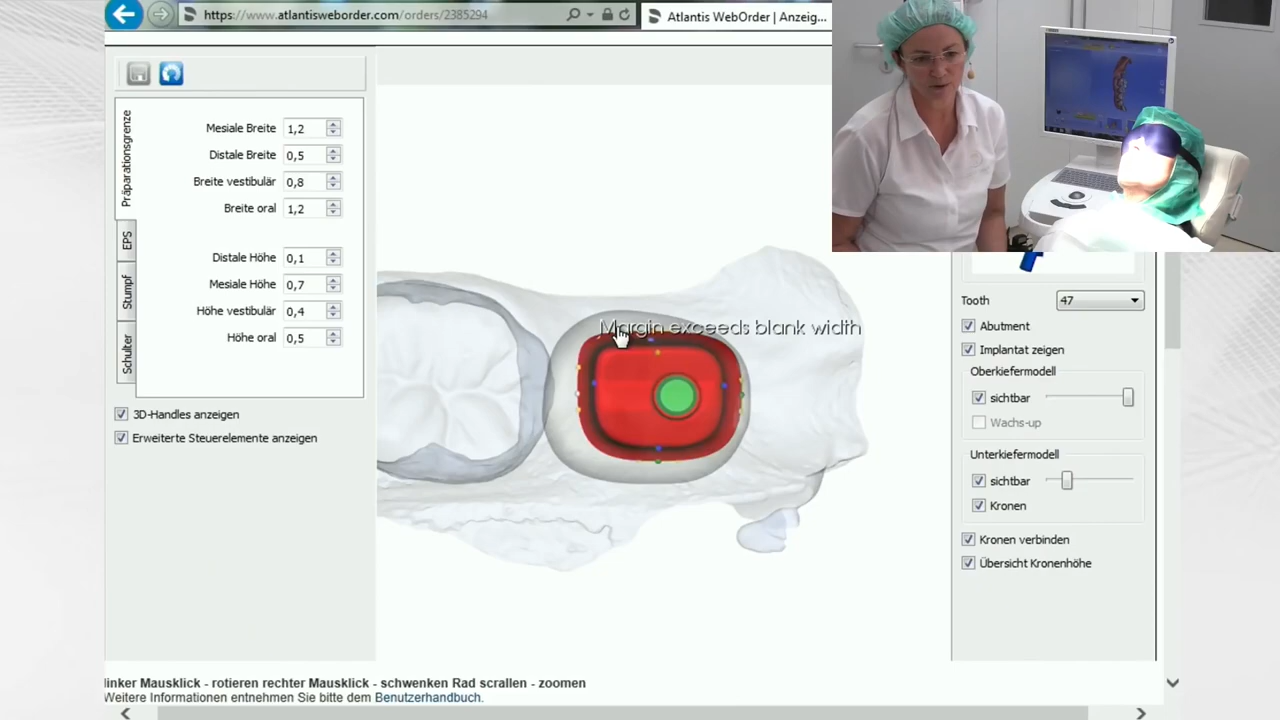 https://www.atlantisweborder.com/orders/2385294
Atlantis WebOrder | Anzeig...
Präparationsgrenze
EPS
Stumpf
Schulter
Mesiale Breite 1,2
Distale Breite 0,5
Breite vestibulär 0,8
Breite oral 1,2
Distale Höhe 0,1
Mesiale Höhe 0,7
Höhe vestibulär 0,4
Höhe oral 0,5
3D-Handles anzeigen
Erweiterte Steuerelemente anzeigen
Margin exceeds blank width
Tooth 47
Abutment
Implantat zeigen
Oberkiefermodell
sichtbar
Wachs-up
Unterkiefermodell
sichtbar
Kronen
Kronen verbinden
Übersicht Kronenhöhe
linker Mausklick - rotieren rechter Mausklick - schwenken Rad scrallen - zoomen
Weitere Informationen entnehmen Sie bitte dem Benutzerhandbuch.